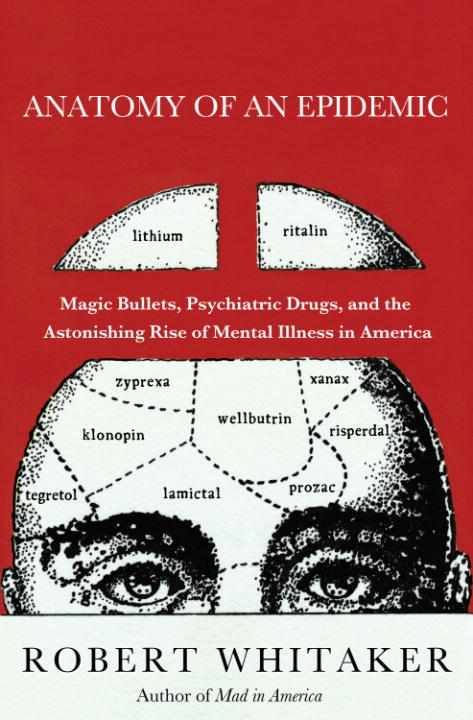 ANATOMY OF AN EPIDEMIC
lithium
ritalin
Magic Bullets, Psychiatric Drugs, and the
Astonishing Rise of Mental Illness in America
zyprexa
xanax
wellbutrin
klonopin
risperdal
tegretol
lamictal
prozac
ROBERT WHITAKER
Author of Mad in America